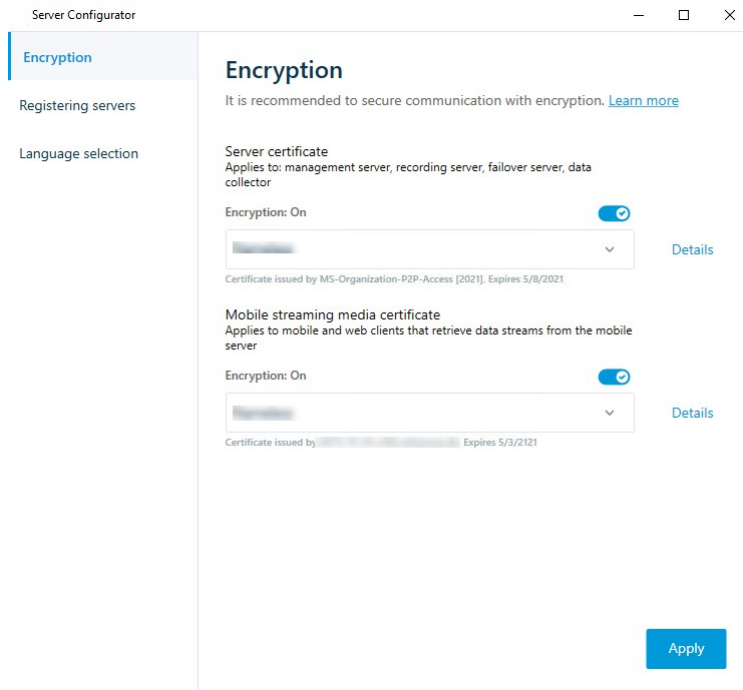 Server Configurator
Encryption
Registering servers
Language selection
Encryption
It is recommended to secure communication with encryption. Learn more
Server certificate
Applies to: management server, recording server, failover server, data
collector
Encryption: On
Details
Certificate issued by MS-Organization-P2P-Access [2021]. Expires 5/8/2021
Mobile streaming media certificate
Applies to mobile and web clients that retrieve data streams from the mobile
server
Encryption: On
Details
Certificate issued by Expires 5/3/2121
Apply